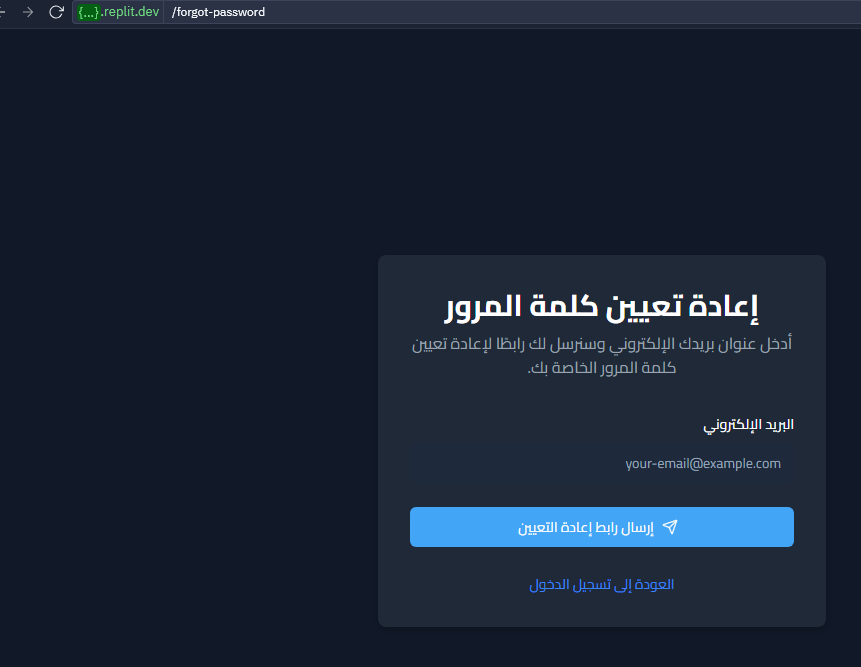 {...}.replit.dev /forgot-password
إعادة تعيين كلمة المرور
أدخل عنوان بريدك الإلكتروني وسنرسل لك رابطًا لإعادة تعيين
كلمة المرور الخاصة بك.
البريد الإلكتروني
your-email@example.com
إرسال رابط إعادة التعيين
العودة إلى تسجيل الدخول